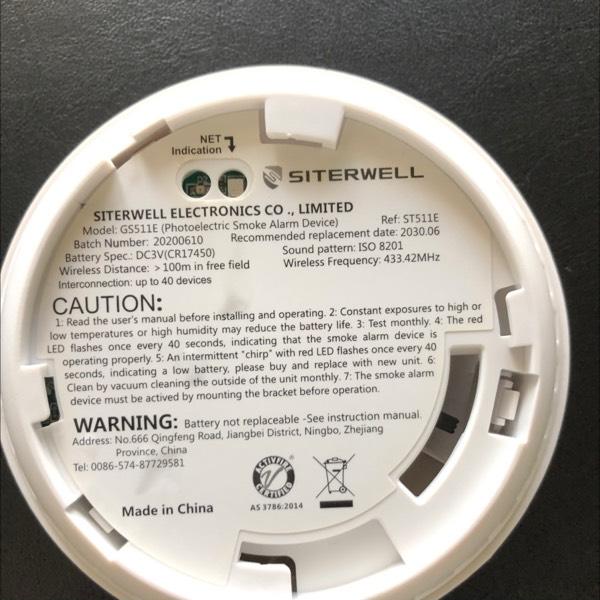 NET
Indication
SITERWELL
SITERWELL ELECTRONICS CO ., LIMITED
Model: GS511E (Photoelectric Smoke Alarm Device) Ref: ST511E
Batch Number: 20200610 Recommended replacement date: 2030.06
Battery Spec.: DC3V(CR17450) Sound pattern: ISO 8201
Wireless Distance: >100m in free field Wireless Frequency: 433.42MHz
Interconnection: up to 40 devices
CAUTION:
1: Read the user's manual before installing and operating. 2: Constant exposures to high or
low temperatures or high humidity may reduce the battery life. 3: Test monthly. 4: The red
LED flashes once every 40 seconds, indicating that the smoke alarm device is
operating properly. 5: An intermittent "chirp" with red LED flashes once every 40
seconds, indicating a low battery, please buy and replace with new unit. 6:
Clean by vacuum cleaning the outside of the unit monthly. 7: The smoke alarm
device must be actived by mounting the bracket before operation.
WARNING: Battery not replaceable -See instruction manual.
Address: No.666 Qingfeng Road, Jiangbei District, Ningbo, Zhejiang
Province, China
Tel: 0086-574-87729581
ACTIVFIRE
CERTIFIED
®
AS 3786:2014
Made in China